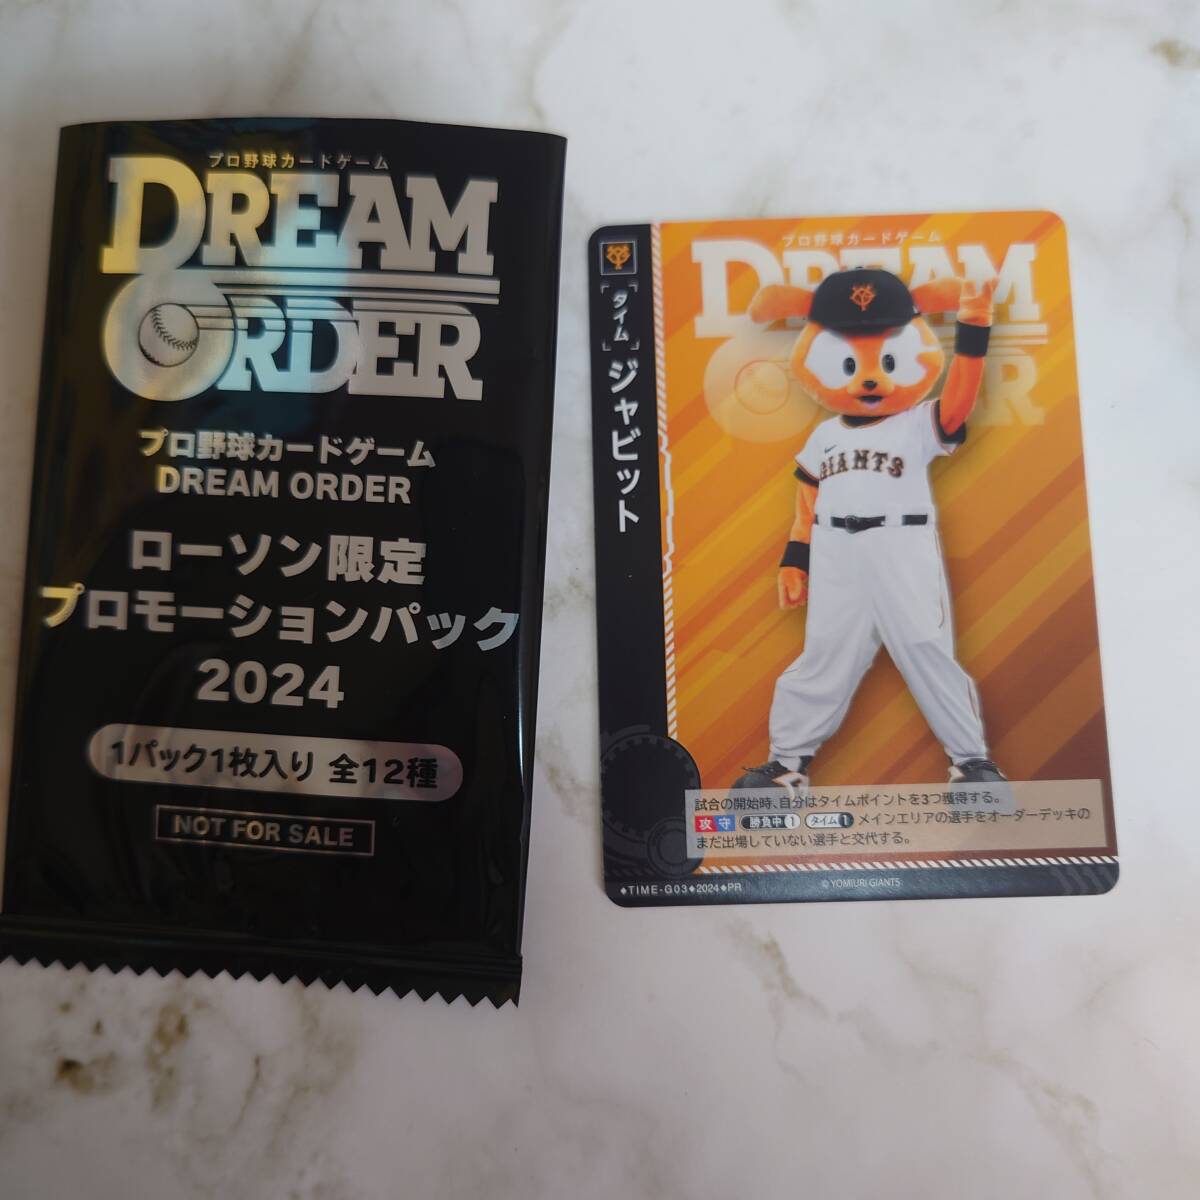 プロ野球カードゲーム
DREAM
ORDER
プロ野球カードゲーム
DREAM ORDER
ローソン限定
プロモーションパック
2024
1パック1枚入り 全12種
NOT FOR SALE
タイム
ジャビット
プロ野球カードゲーム
DREAM
ORDER
GIANTS
試合の開始時、自分はタイムポイントを3つ獲得する。
攻 守 勝負中 1 タイム 1 メインエリアの選手をオーダーデッキの
まだ出場していない選手と交代する。
◆TIME-G03◆2024◆PR
© YOMIURI GIANTS